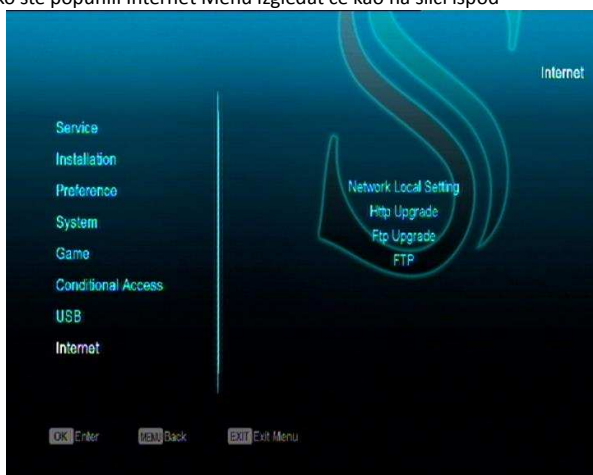 ko ste popunili Internet Menu izgledat će kao na slici ispod
Internet
Service
Installation
Preference
System
Game
Conditional Access
USB
Internet
Network Local Setting
Http Upgrade
Ftp Upgrade
FTP
OK Enter MENU Back EXIT Exit Menu